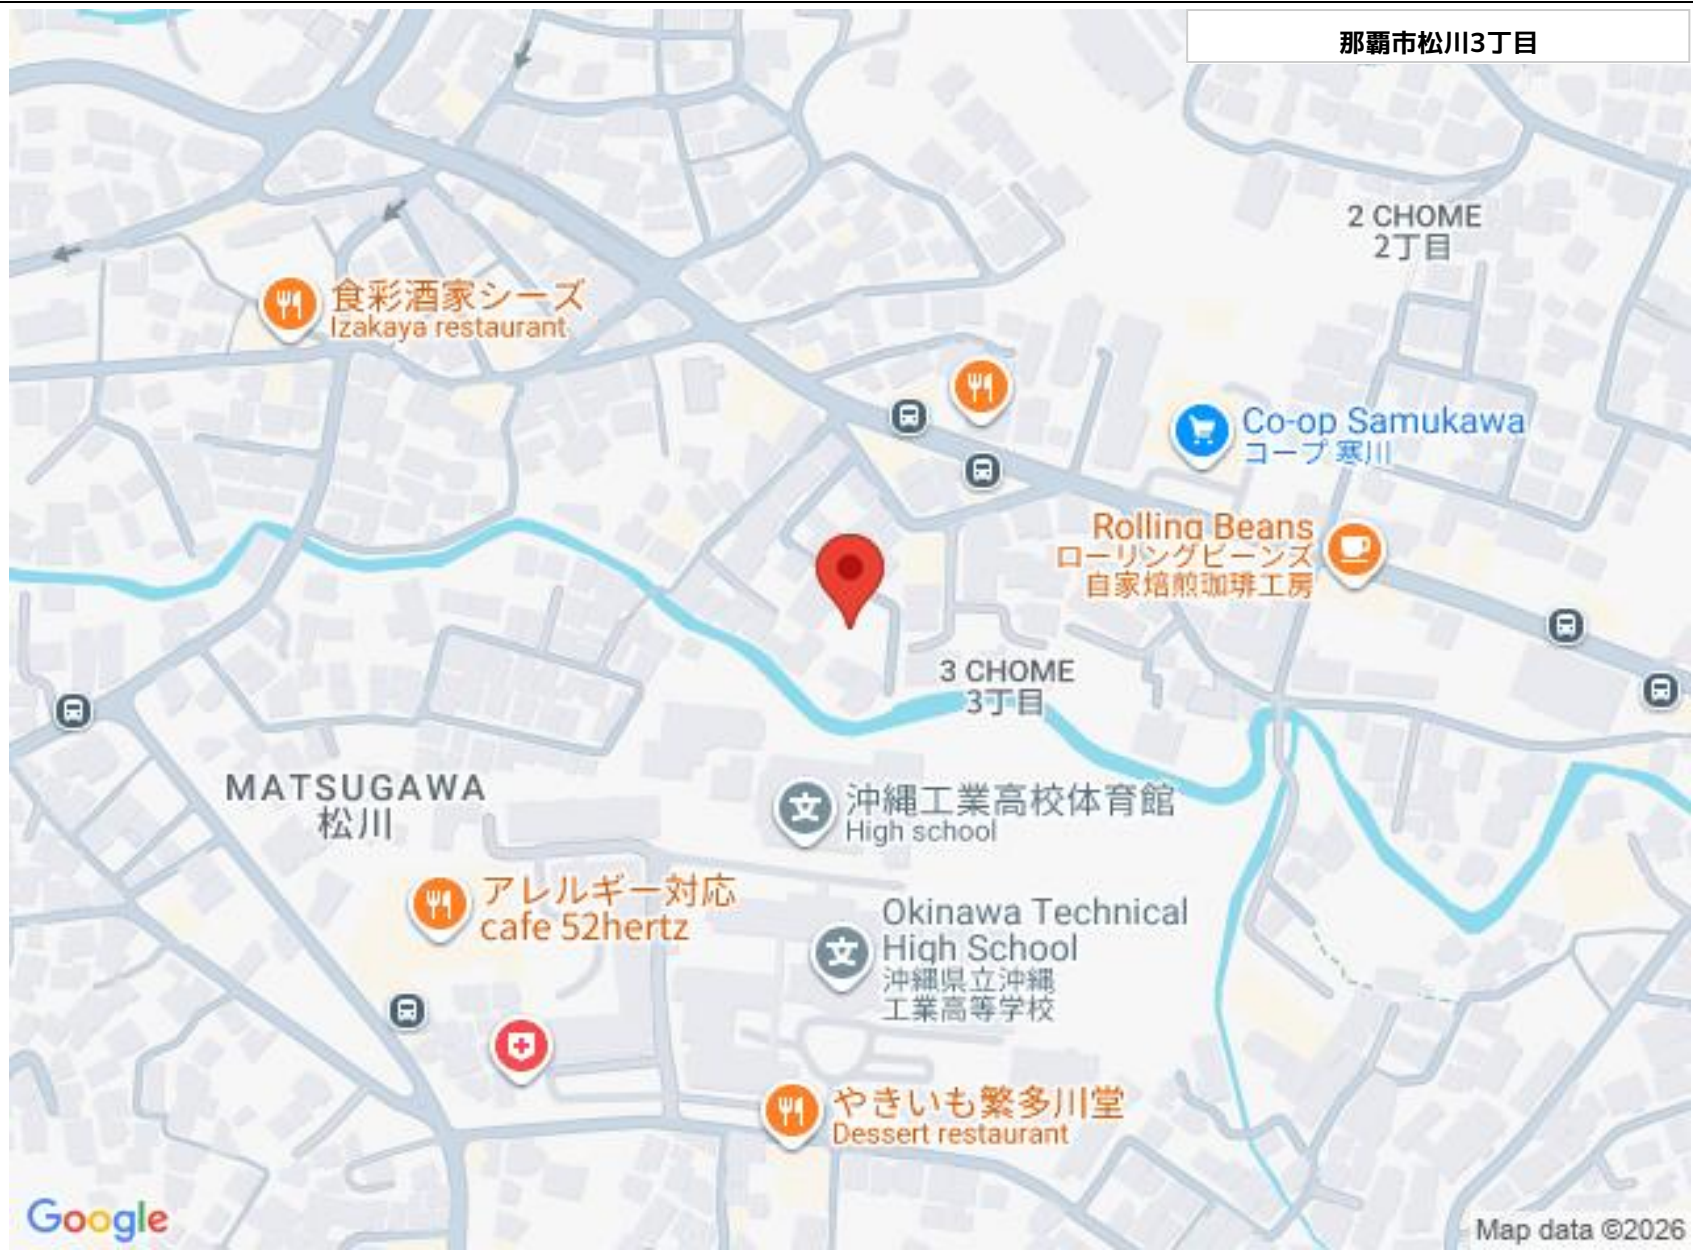 那覇市松川3丁目
2 CHOME
2丁目
食彩酒家シーズ
Izakaya restaurant
Co-op Samukawa
コープ 寒川
Rolling Beans
ローリングビーンズ
自家焙煎珈琲工房
3 CHOME
3丁目
MATSUGAWA
松川
沖縄工業高校体育館
High school
アレルギー対応
cafe 52hertz
Okinawa Technical
High School
沖縄県立沖縄
工業高等学校
やきいも繁多川堂
Dessert restaurant
Google
Map data ©2026